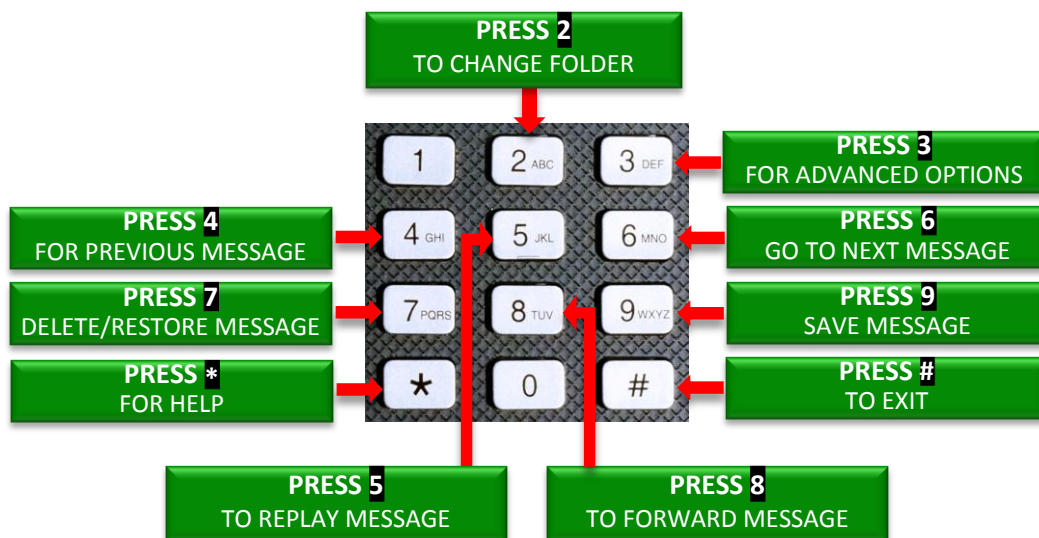 PRESS 2
TO CHANGE FOLDER
1
2 ABC
3 DEF
PRESS 3
FOR ADVANCED OPTIONS
PRESS 4
FOR PREVIOUS MESSAGE
4 GHI
5 JKL
6 MNO
PRESS 6
GO TO NEXT MESSAGE
PRESS 7
DELETE/RESTORE MESSAGE
7 PQRS
8 TUV
9 WXYZ
PRESS 9
SAVE MESSAGE
PRESS *
FOR HELP
*
0
#
PRESS #
TO EXIT
PRESS 5
TO REPLAY MESSAGE
PRESS 8
TO FORWARD MESSAGE